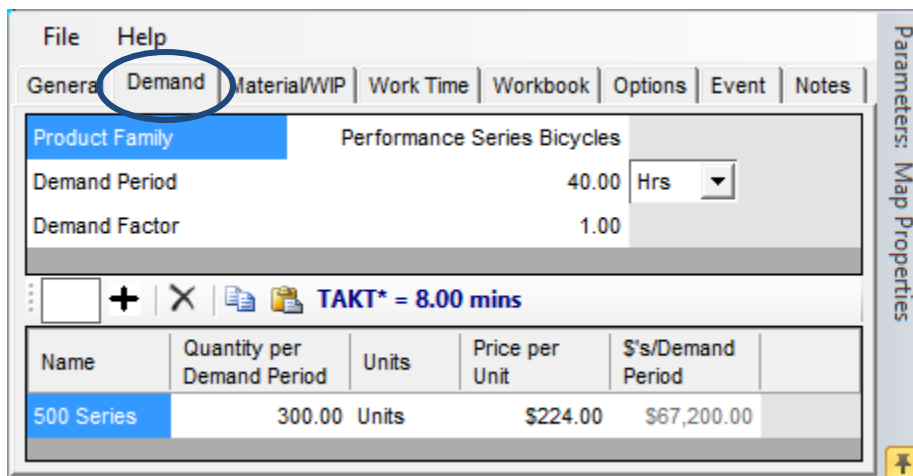 File Help
General Demand Material/WIP Work Time Workbook Options Event Notes
Product Family Performance Series Bicycles
Demand Period 40.00 Hrs
Demand Factor 1.00
TAKT* = 8.00 mins
Name Quantity per Demand Period Units Price per Unit $'s/Demand Period
500 Series 300.00 Units $224.00 $67,200.00
Parameters: Map Properties